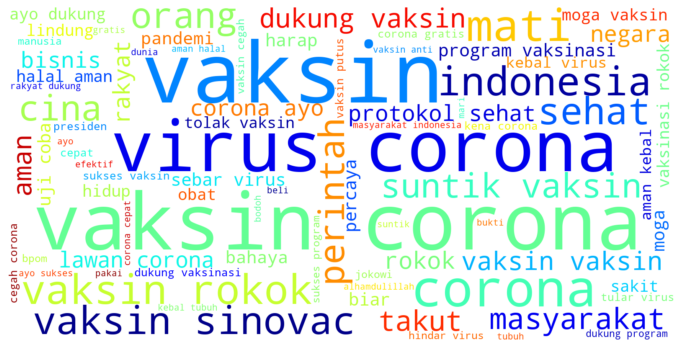 ayo dukung
orang
dukung vaksin
mati
moga vaksin
lindung
gratis
pandemi
harap
corona gratis
negara
manusia
dunia
aman halal
vaksin cegah
vaksin putus
vaksin anti
program vaksinasi
kebal virus
bisnis
rakyat
vaksin
indonesia
halal aman
rakyat dukung
cina
corona ayo
protokol sehat
sehat
vaksinasi rokok
presiden
ayo
tolak vaksin
masyarakat indonesia
mari
kena corona
aman
uji coba
cepat
efektif
virus
corona
perintah
percaya
sukses vaksin
sebar virus
beli
suntik vaksin
aman kebal
hidup
obat
bodoh
vaksin corona
bukti
suntik
moga
cegah corona
bpom
lawan corona
corona cepat
bahaya
sukses program
rokok
vaksin vaksin
ayo sukses
pakai
dukung vaksinasi
jokowi
corona
sakit
vaksin rokok
alhamdulillah
biar
tular virus
kebal tubuh
vaksin sinovac
takut
masyarakat
hindar virus
tubuh
dukung program